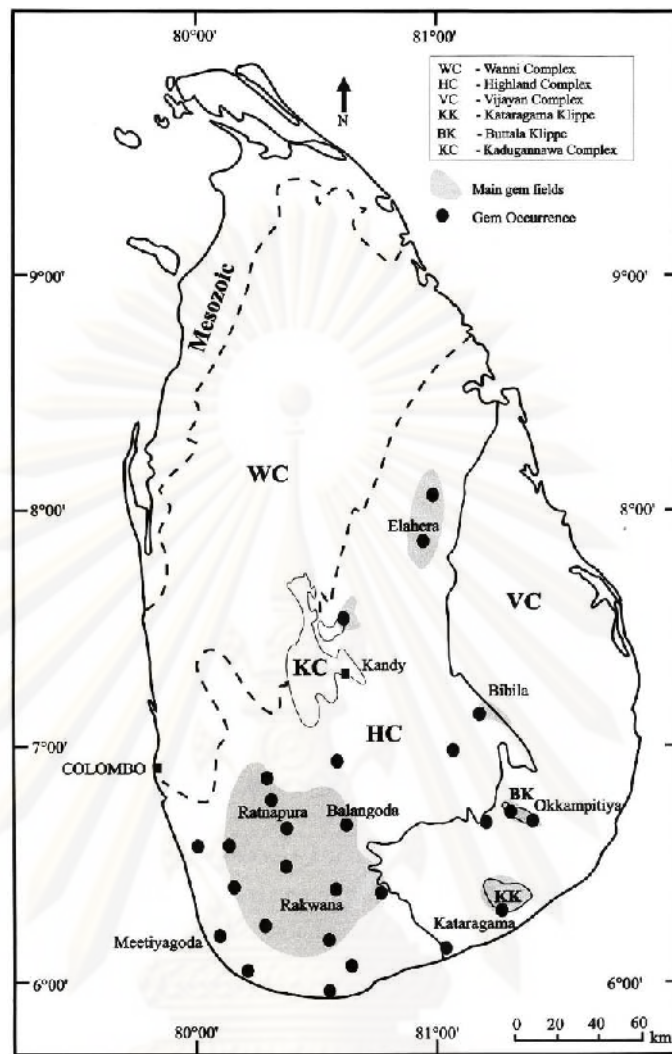 80°00'
81°00'
WC - Wanni Complex
HC - Highland Complex
VC - Vijayan Complex
KK - Kataragama Klippe
BK - Buttala Klippe
KC - Kadugannawa Complex
N
Main gem fields
Gem Occurrence
9°00'
9°00'
Mesozoic
WC
8°00'
8°00'
Elahera
VC
KC
Kandy
Bibila
HC
7°00'
7°00'
COLOMBO
BK
Okkampitiya
Ratnapura
Balangoda
KK
Rakwana
Kataragama
Meetiyagoda
6°00'
6°00'
80°00'
81°00'
0 20 40 60
km